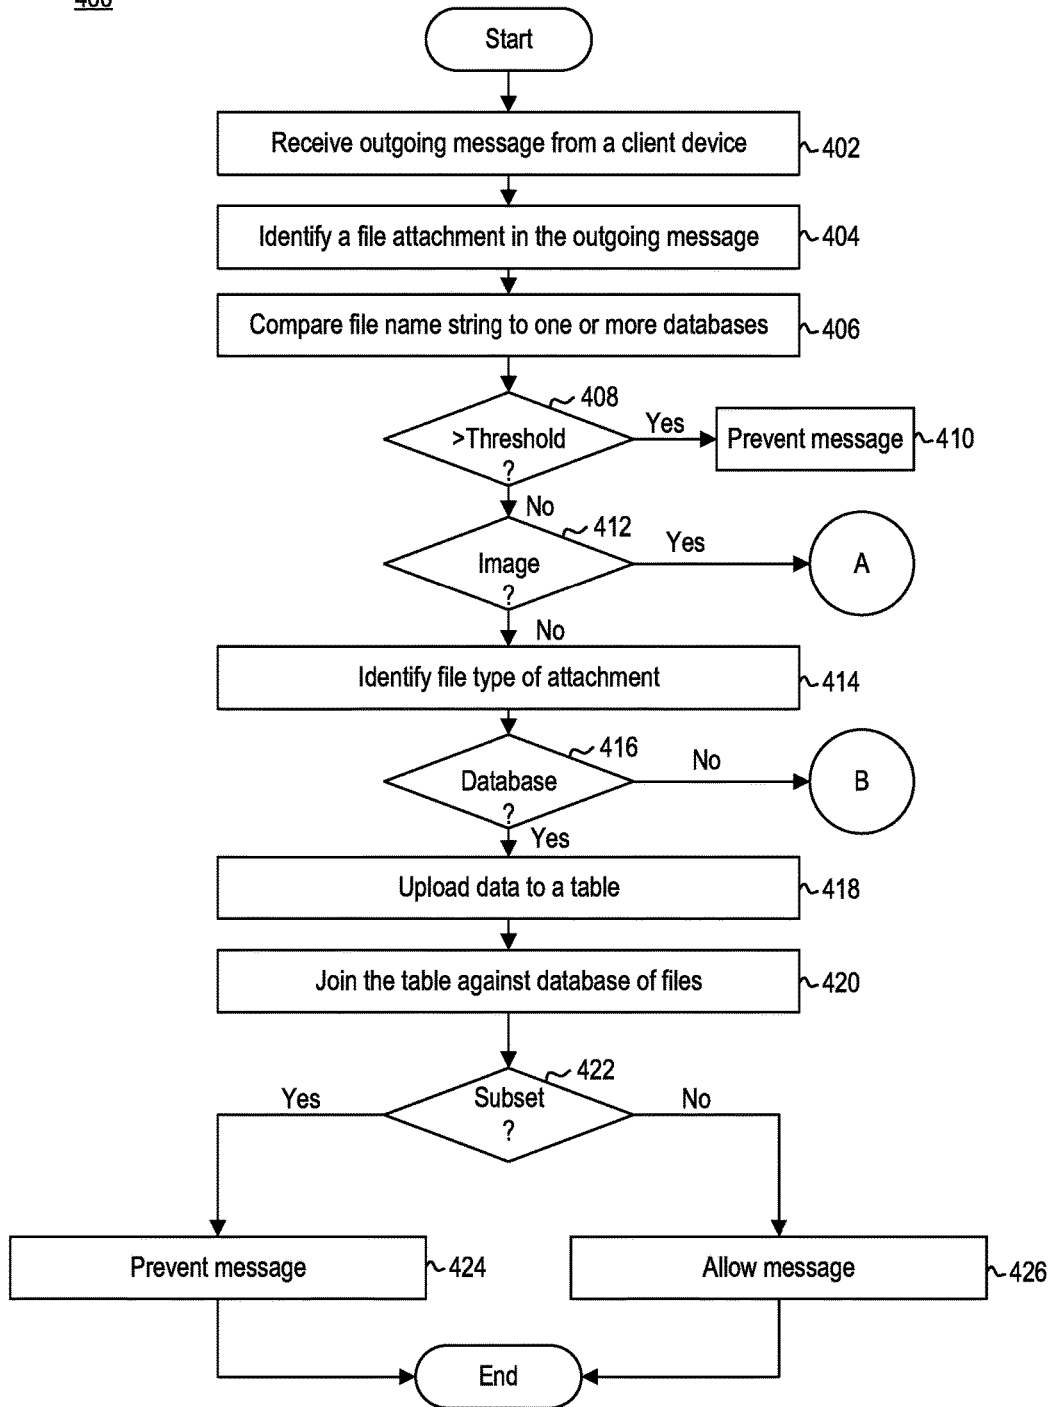 400
Start
Receive outgoing message from a client device
402
Identify a file attachment in the outgoing message
404
Compare file name string to one or more databases
406
408
>Threshold
?
Yes
Prevent message
410
No
412
Image
?
Yes
A
No
Identify file type of attachment
414
416
Database
?
No
B
Yes
Upload data to a table
418
Join the table against database of files
420
422
Subset
?
Yes
No
Prevent message
424
Allow message
426
End